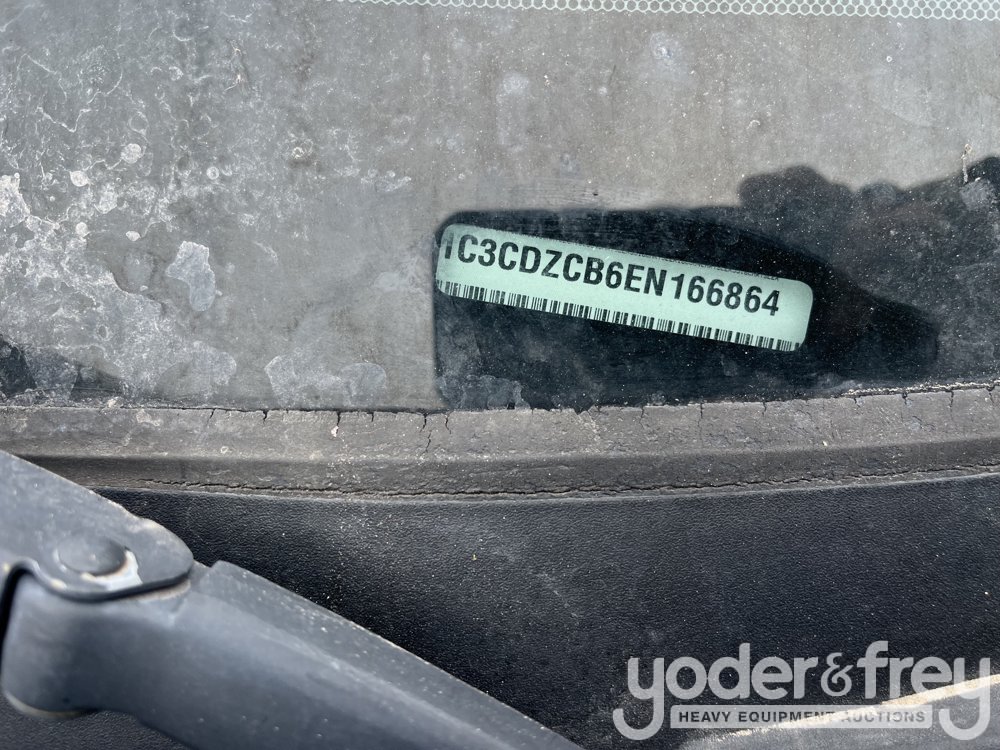 1C3CDZCB6EN166864
yoder&frey
HEAVY EQUIPMENT AUCTIONS